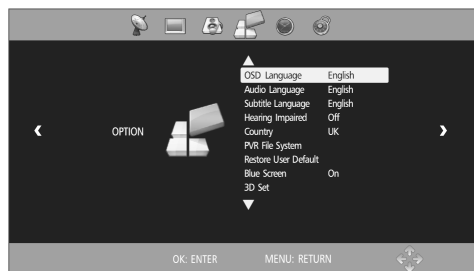 OPTION
OSD Language English
Audio Language English
Subtitle Language English
Hearing Impaired Off
Country UK
PVR File System
Restore User Default
Blue Screen On
3D Set
OK: ENTER MENU: RETURN